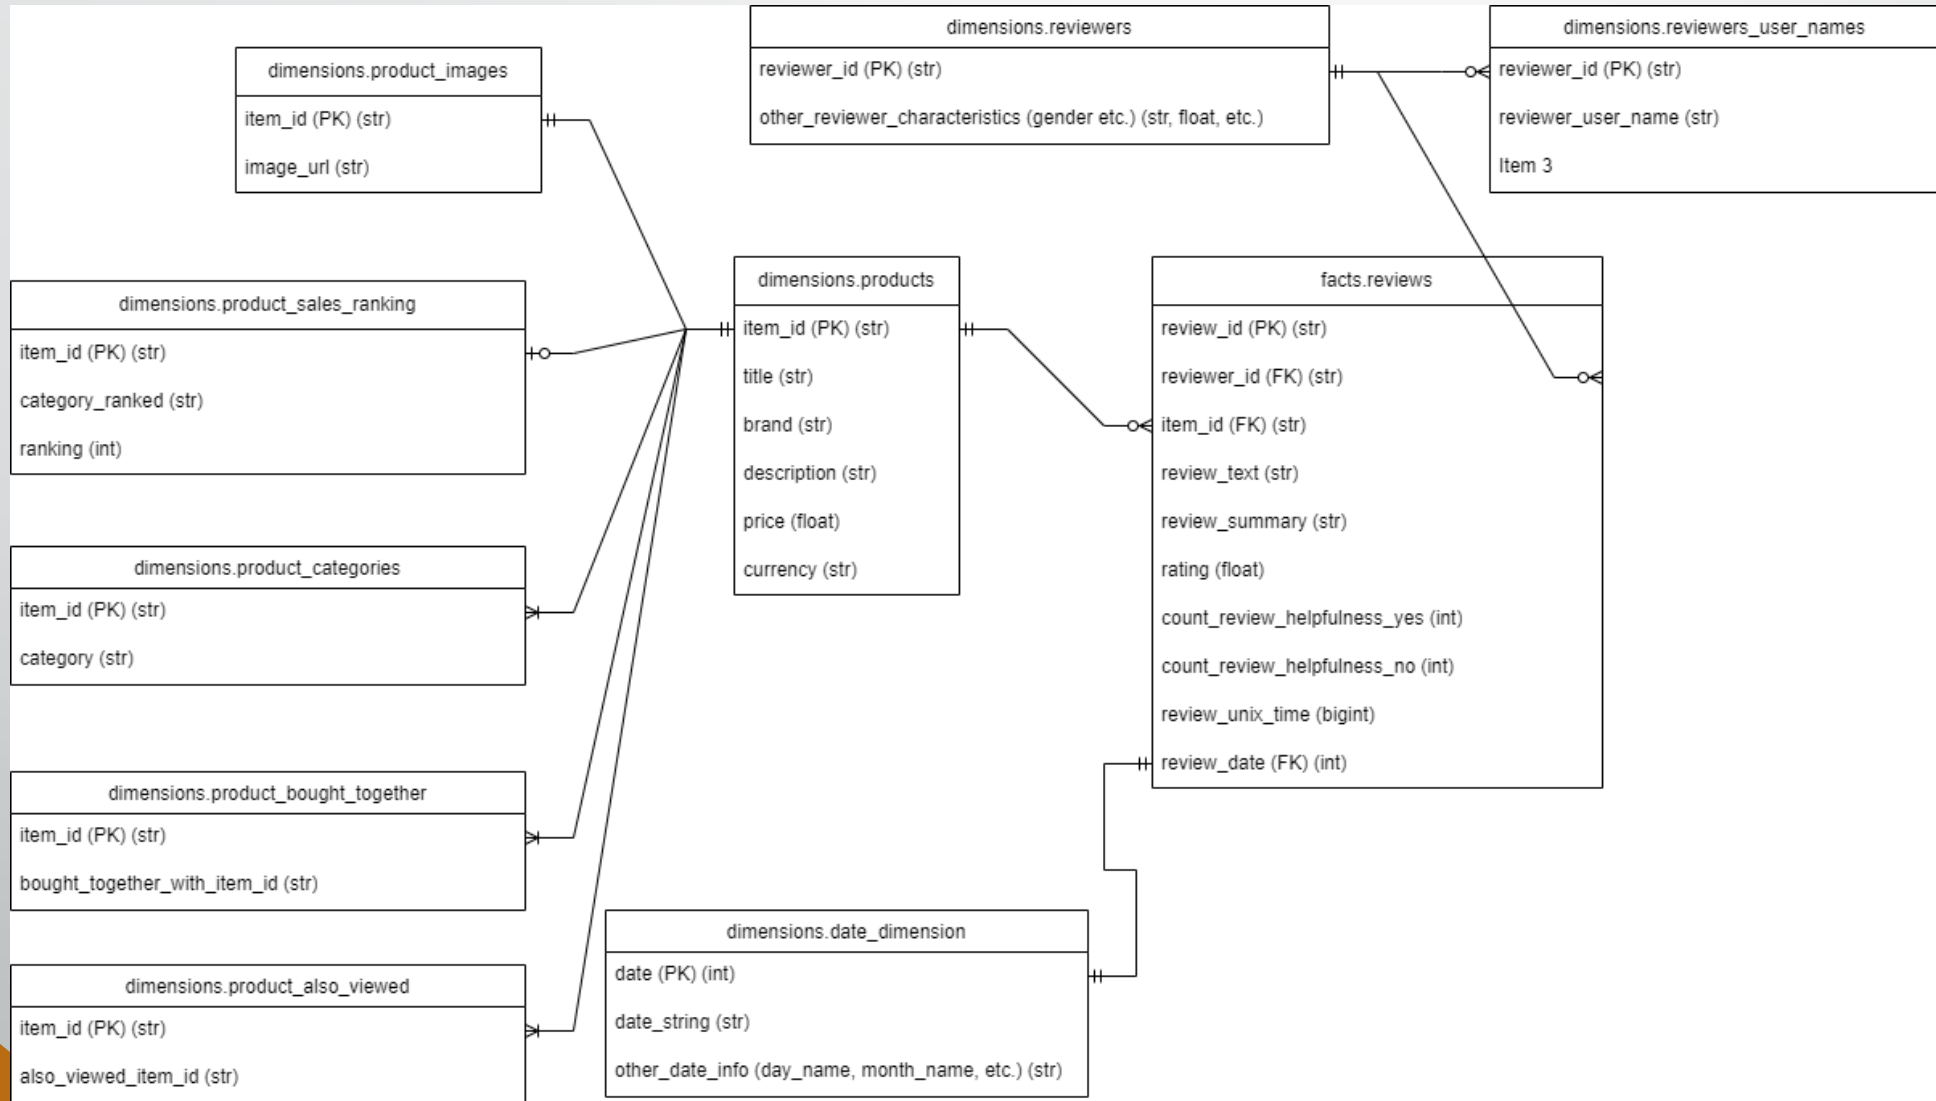 dimensions.product_images
item_id (PK) (str)
image_url (str)
dimensions.reviewers
reviewer_id (PK) (str)
other_reviewer_characteristics (gender etc.) (str, float, etc.)
dimensions.reviewers_user_names
reviewer_id (PK) (str)
reviewer_user_name (str)
Item 3
dimensions.product_sales_ranking
item_id (PK) (str)
category_ranked (str)
ranking (int)
dimensions.products
item_id (PK) (str)
title (str)
brand (str)
description (str)
price (float)
currency (str)
facts.reviews
review_id (PK) (str)
reviewer_id (FK) (str)
item_id (FK) (str)
review_text (str)
review_summary (str)
rating (float)
count_review_helpfulness_yes (int)
count_review_helpfulness_no (int)
review_unix_time (bigint)
review_date (FK) (int)
dimensions.product_categories
item_id (PK) (str)
category (str)
dimensions.product_bought_together
item_id (PK) (str)
bought_together_with_item_id (str)
dimensions.product_also_viewed
item_id (PK) (str)
also_viewed_item_id (str)
dimensions.date_dimension
date (PK) (int)
date_string (str)
other_date_info (day_name, month_name, etc.) (str)